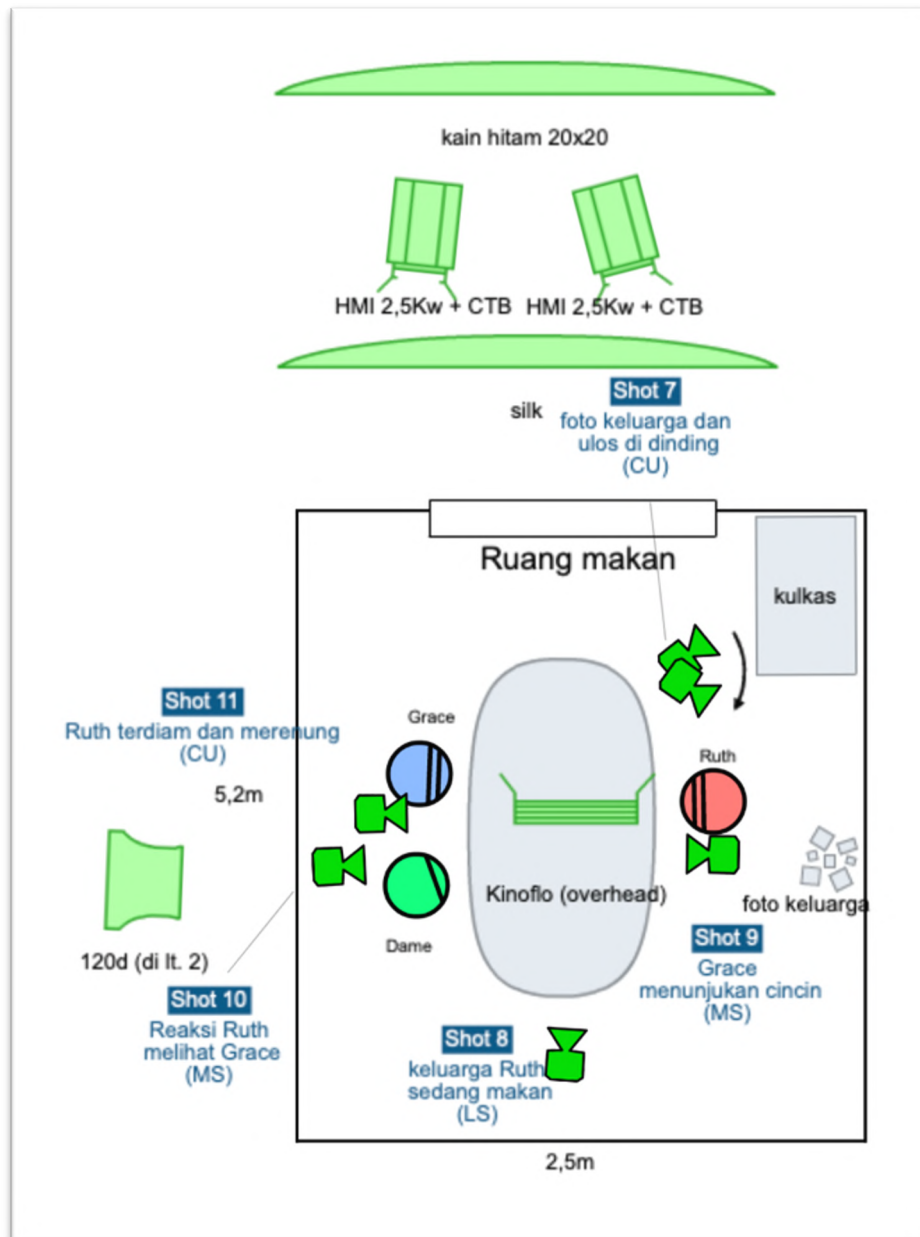 kain hitam 20x20
HMI 2,5Kw + CTB
HMI 2,5Kw + CTB
silk
Shot 7
foto keluarga dan
ulos di dinding
(CU)
Ruang makan
kulkas
Shot 11
Ruth terdiam dan merenung
(CU)
Grace
Ruth
5,2m
Kinoflo (overhead)
foto keluarga
Dame
120d (di lt. 2)
Shot 9
Grace
menunjukan cincin
(MS)
Shot 10
Reaksi Ruth
melihat Grace
(MS)
Shot 8
keluarga Ruth
sedang makan
(LS)
2,5m